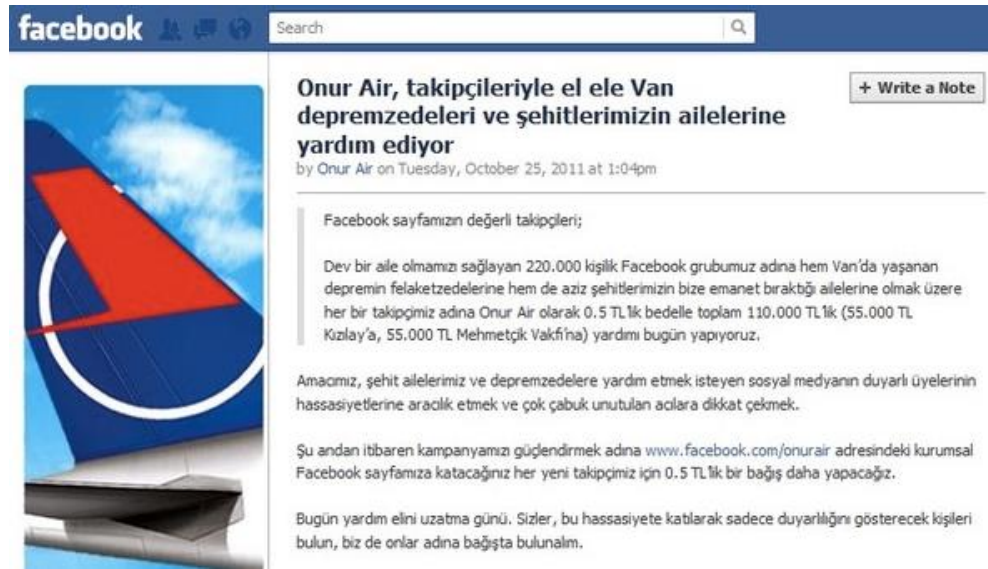 facebook
Search
Onur Air, takipçileriyle el ele Van
depremzedeleri ve şehitlerimizin ailelerine
yardım ediyor
+ Write a Note
by Onur Air on Tuesday, October 25, 2011 at 1:04pm
Facebook sayfamızın değerli takipçileri;
Dev bir aile olmamızı sağlayan 220.000 kişilik Facebook grubumuz adına hem Van'da yaşanan
depremin felaketzedelerine hem de aziz şehitlerimizin bize emanet bıraktığı ailelerine olmak üzere
her bir takipçimiz adına Onur Air olarak 0.5 TL'lik bedelle toplam 110.000 TL'lik (55.000 TL
Kızılay'a, 55.000 TL Mehmetçik Vakfı'na) yardımı bugün yapıyoruz.
Amacımız, şehit ailelerimiz ve depremzedelere yardım etmek isteyen sosyal medyanın duyarlı üyelerinin
hassasiyetlerine aracılık etmek ve çok çabuk unutulan acılara dikkat çekmek.
Şu andan itibaren kampanyamızı güçlendirmek adına www.facebook.com/onurair adresindeki kurumsal
Facebook sayfamıza katacağınız her yeni takipçimiz için 0.5 TL'lik bir bağış daha yapacağız.
Bugün yardım elini uzatma günü. Sizler, bu hassasiyete katılarak sadece duyarlılığını gösterecek kişileri
bulun, biz de onlar adına bağışta bulunalım.